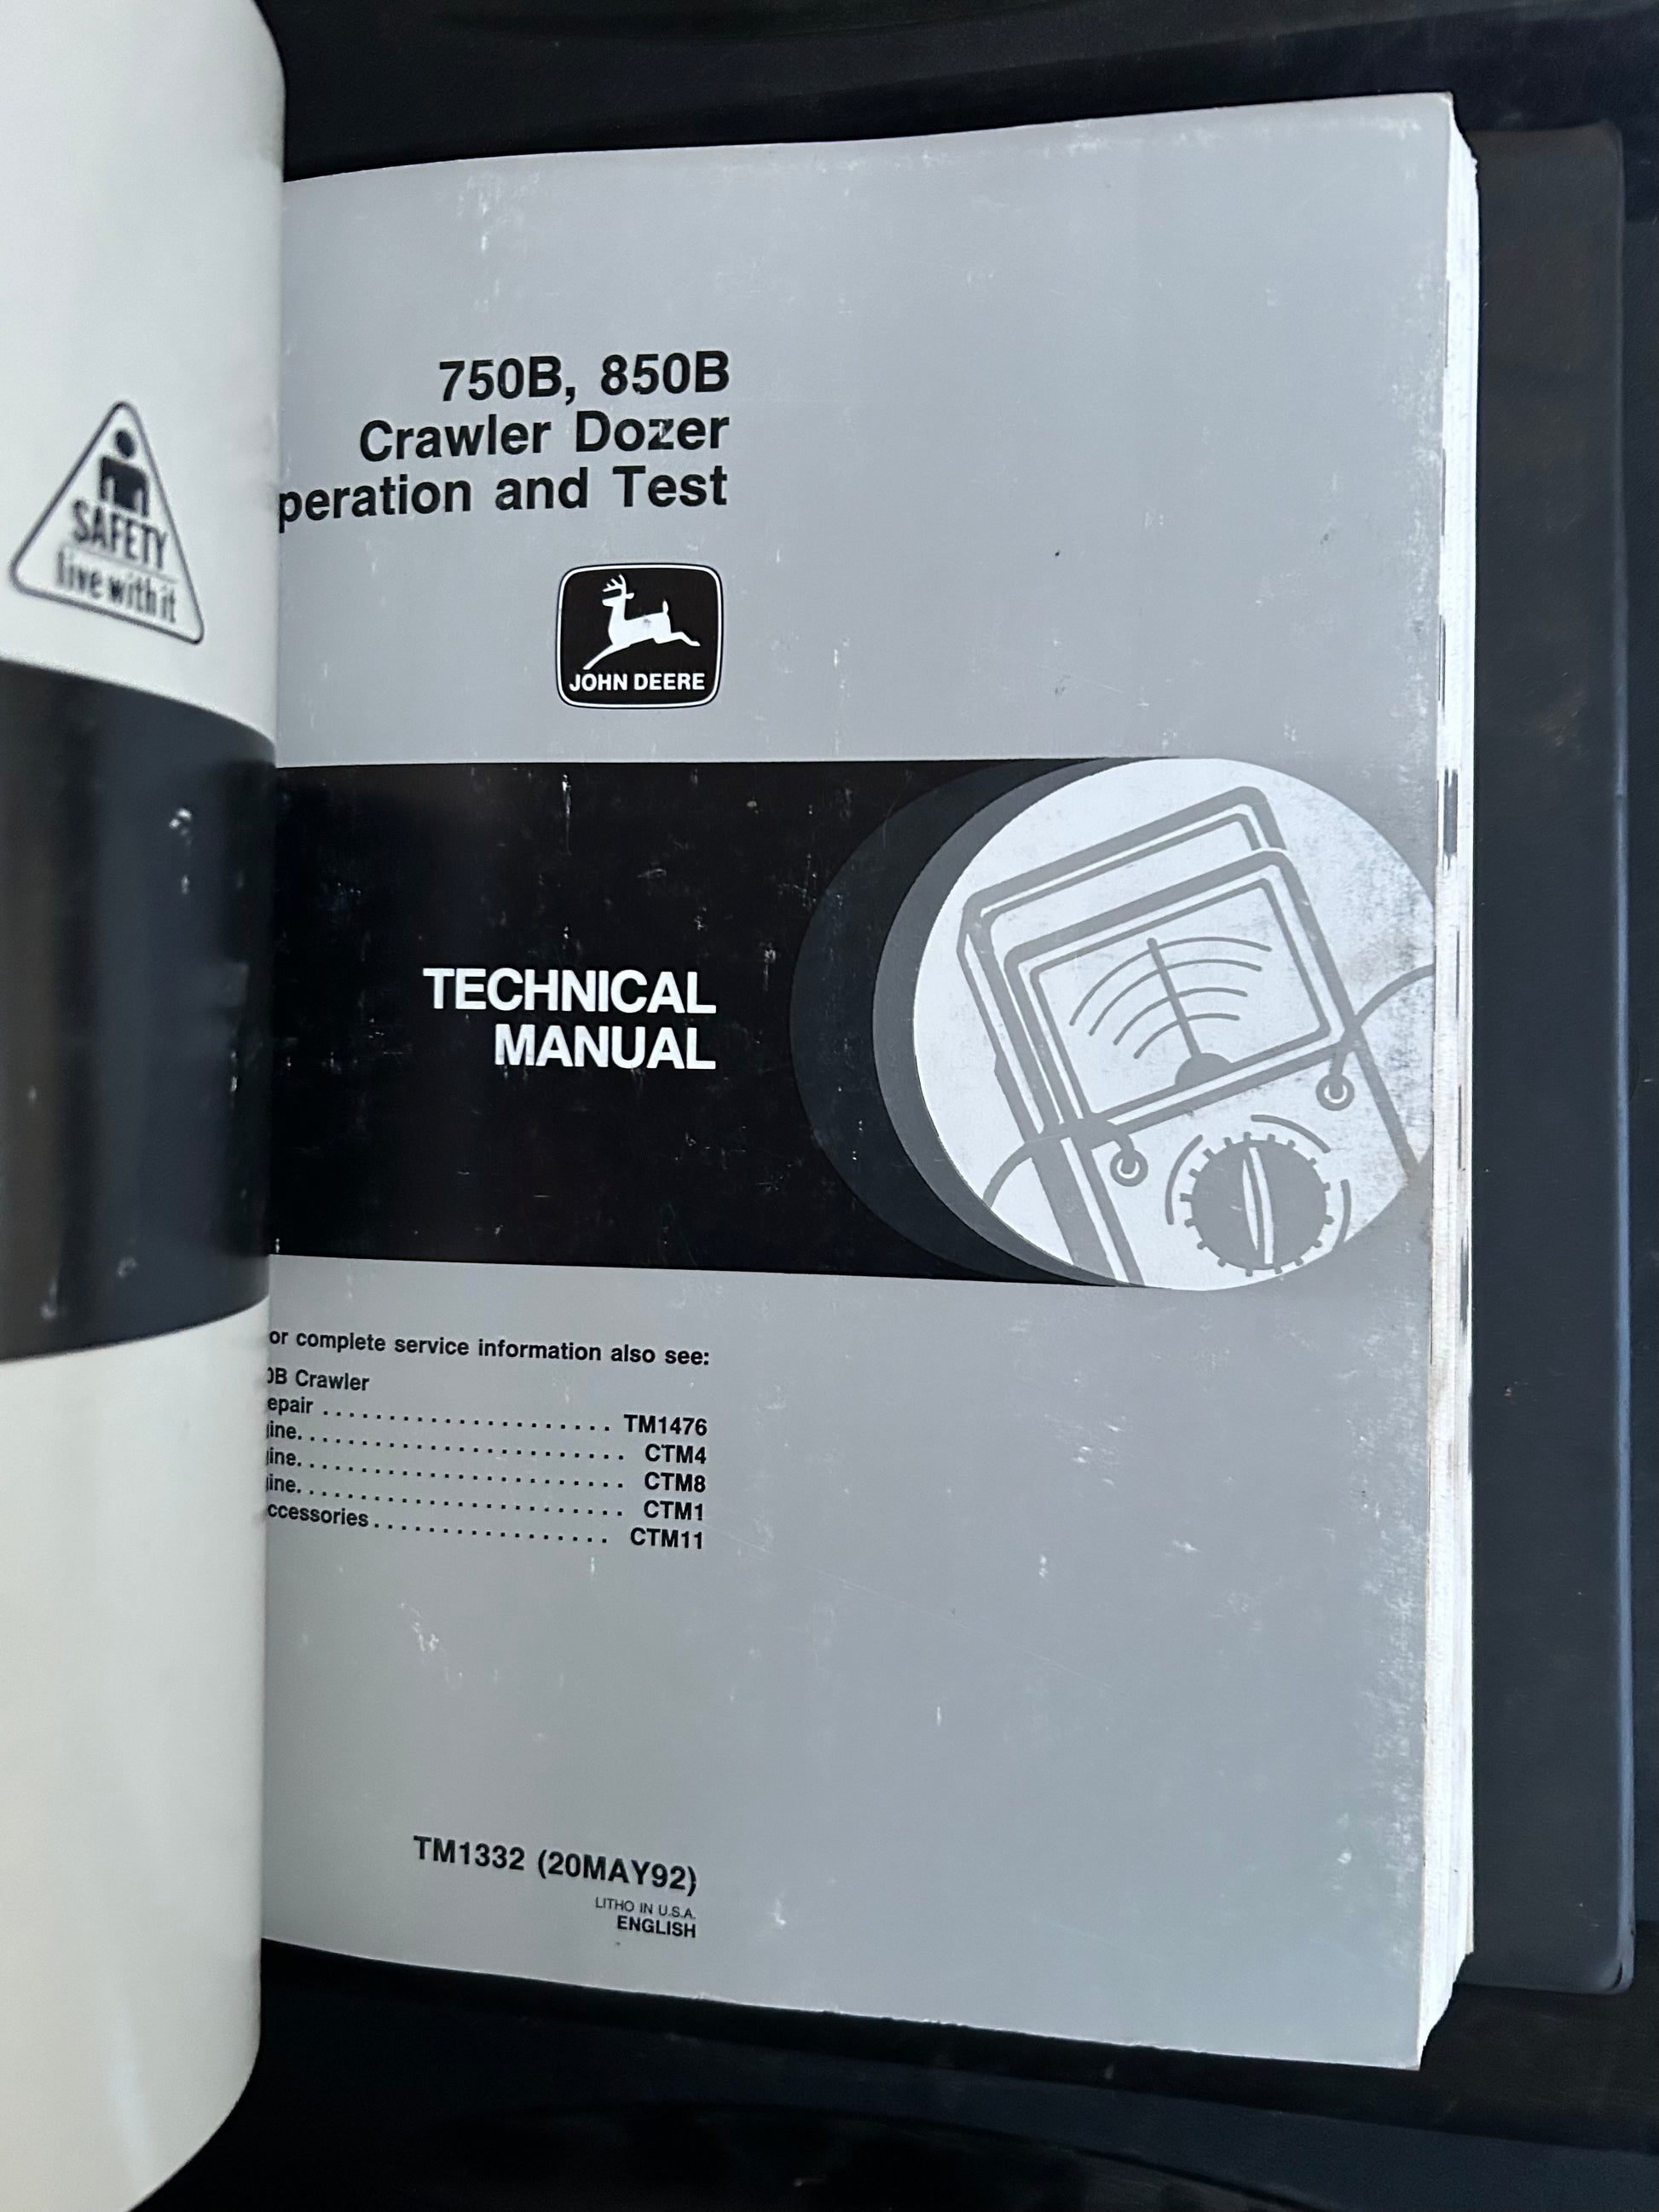 SAFETY
live with it
750B, 850B
Crawler Dozer
peration and Test
JOHN DEERE
TECHNICAL
MANUAL
or complete service information also see:
0B Crawler
epair ...................... TM1476
ine......................... CTM4
ine......................... CTM8
ine......................... CTM1
ccessories .................. CTM11
TM1332 (20MAY92)
LITHO IN U.S.A.
ENGLISH